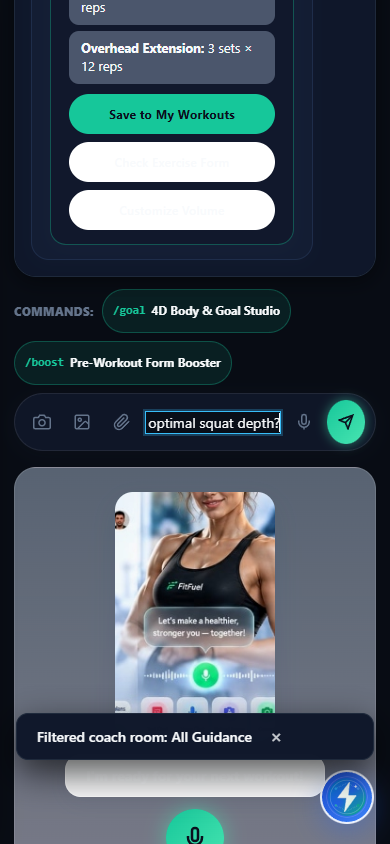 reps
Overhead Extension: 3 sets ×
12 reps
Save to My Workouts
Check Exercise Form
Customize Volume
COMMANDS:
/goal 4D Body & Goal Studio
/boost Pre-Workout Form Booster
optimal squat depth?
FitFuel
Let's make a healthier,
stronger you — together!
Filtered coach room: All Guidance ×